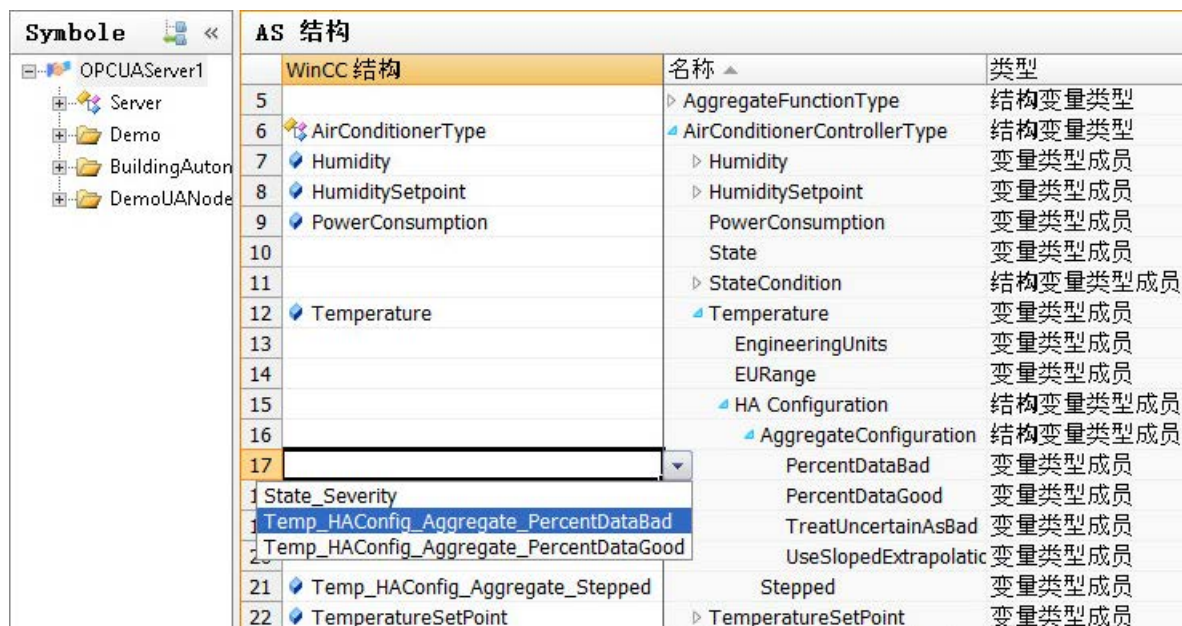 Symbole «
OPCUAServer1
Server
Demo
BuildingAuton
DemoUANode
AS 结构
WinCC 结构 名称 类型
5 AggregateFunctionType 结构变量类型
6 AirConditionerType AirConditionerControllerType 结构变量类型
7 Humidity Humidity 变量类型成员
8 HumiditySetpoint HumiditySetpoint 变量类型成员
9 PowerConsumption PowerConsumption 变量类型成员
10 State 变量类型成员
11 StateCondition 结构变量类型成员
12 Temperature Temperature 变量类型成员
13 EngineeringUnits 变量类型成员
14 EURange 变量类型成员
15 HA Configuration 结构变量类型成员
16 AggregateConfiguration 结构变量类型成员
17 PercentDataBad 变量类型成员
State_Severity PercentDataGood 变量类型成员
Temp_HAConfig_Aggregate_PercentDataBad TreatUncertainAsBad 变量类型成员
Temp_HAConfig_Aggregate_PercentDataGood UseSlopedExtrapolatic 变量类型成员
21 Temp_HAConfig_Aggregate_Stepped Stepped 变量类型成员
22 TemperatureSetPoint TemperatureSetPoint 变量类型成员